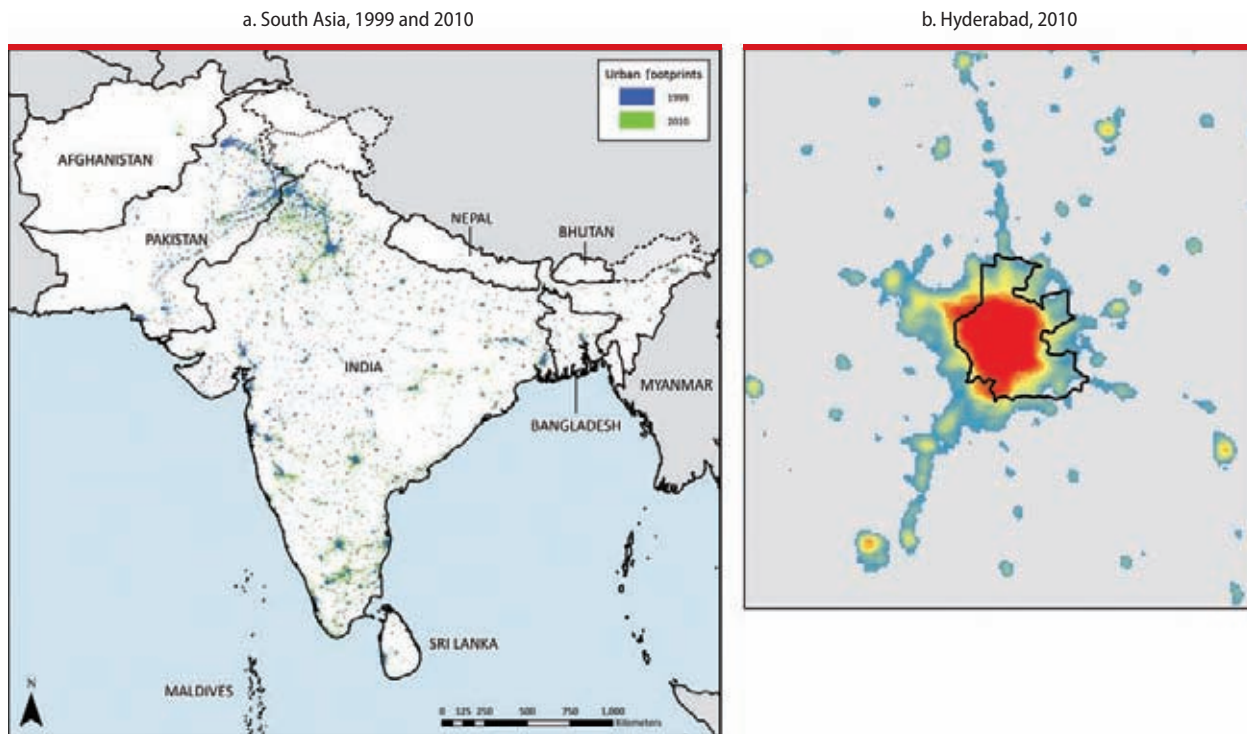 a. South Asia, 1999 and 2010
b. Hyderabad, 2010
Urban footprints
1999
2010
AFGHANISTAN
PAKISTAN
NEPAL
BHUTAN
INDIA
MYANMAR
BANGLADESH
SRI LANKA
MALDIVES
N
0 125 250 500 750 1,000
Kilometers